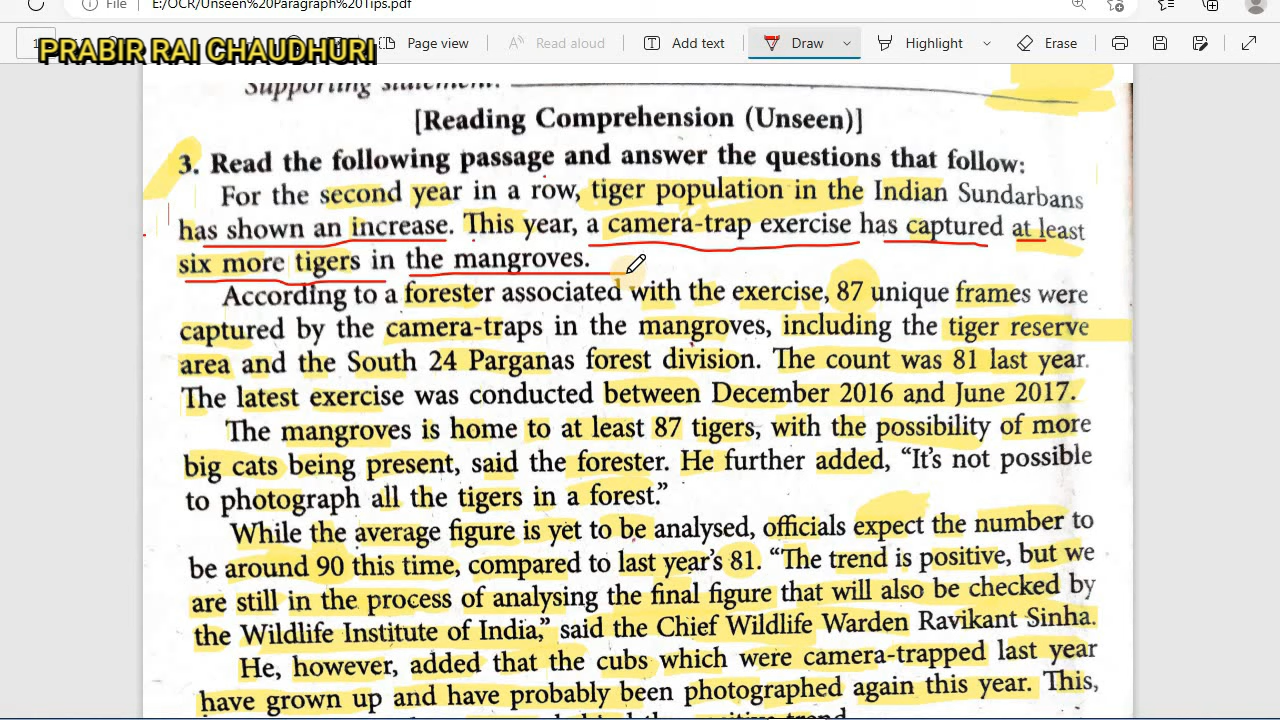 File E:/OCR/Unseen%20Paragraph%20Tips.pdf
PRABIR RAI CHAUDHURI
Page view Read aloud Add text Draw Highlight Erase
Supporting statement:
[Reading Comprehension (Unseen)]
3. Read the following passage and answer the questions that follow:
For the second year in a row, tiger population in the Indian Sundarbans
has shown an increase. This year, a camera-trap exercise has captured at least
six more tigers in the mangroves.
According to a forester associated with the exercise, 87 unique frames were
captured by the camera-traps in the mangroves, including the tiger reserve
area and the South 24 Parganas forest division. The count was 81 last year.
The latest exercise was conducted between December 2016 and June 2017.
The mangroves is home to at least 87 tigers, with the possibility of more
big cats being present, said the forester. He further added, “It's not possible
to photograph all the tigers in a forest.”
While the average figure is yet to be analysed, officials expect the number to
be around 90 this time, compared to last year's 81. “The trend is positive, but we
are still in the process of analysing the final figure that will also be checked by
the Wildlife Institute of India,” said the Chief Wildlife Warden Ravikant Sinha.
He, however, added that the cubs which were camera-trapped last year
have grown up and have probably been photographed again this year. This,
the positive trend